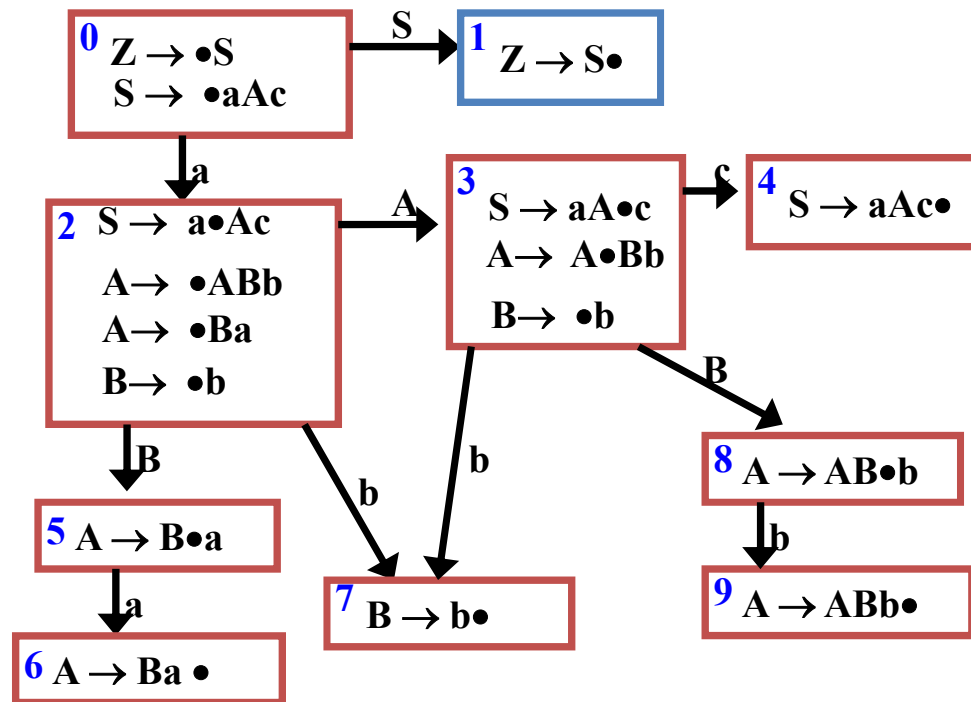 0
Z → •S
S → •aAc
S
1
Z → S•
a
2
S → a•Ac
A→ •ABb
A→ •Ba
B→ •b
A
3
S → aA•c
A→ A•Bb
B→ •b
c
4
S → aAc•
B
b
b
B
5
A → B•a
a
6
A → Ba •
7
B → b•
8
A → AB•b
b
9
A → ABb•